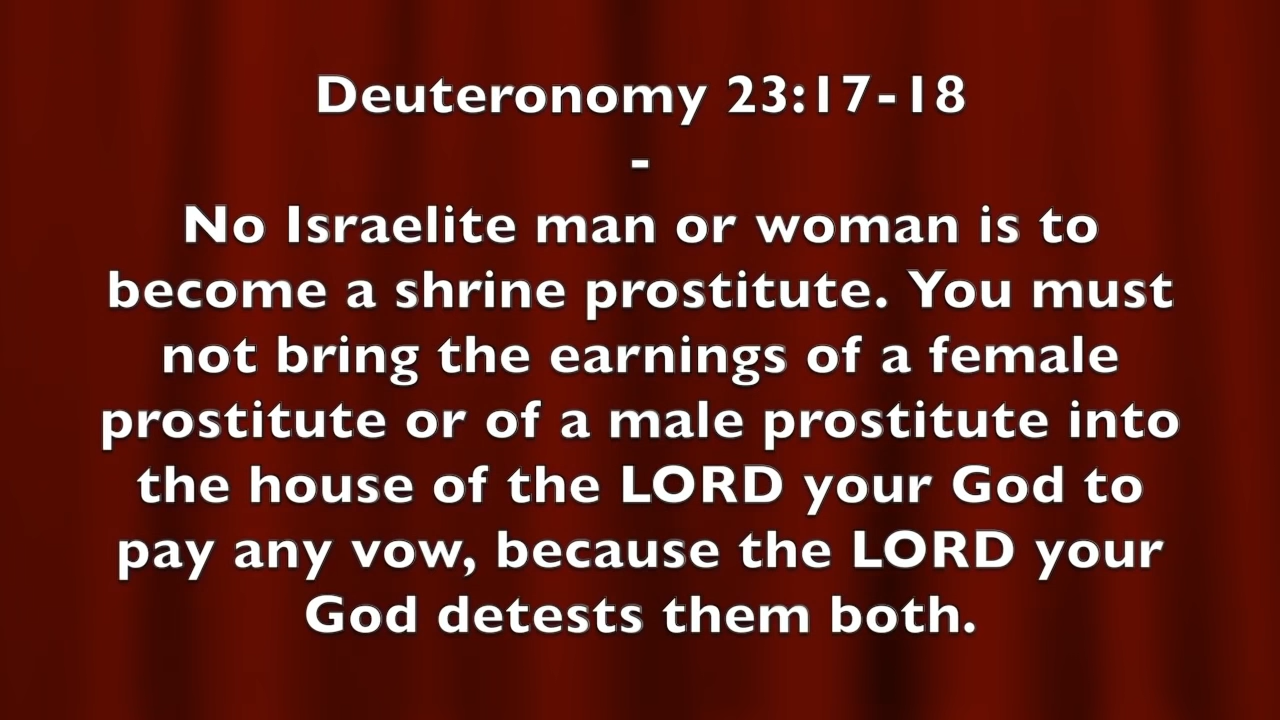 Deuteronomy 23:17-18
-
No Israelite man or woman is to
become a shrine prostitute. You must
not bring the earnings of a female
prostitute or of a male prostitute into
the house of the LORD your God to
pay any vow, because the LORD your
God detests them both.